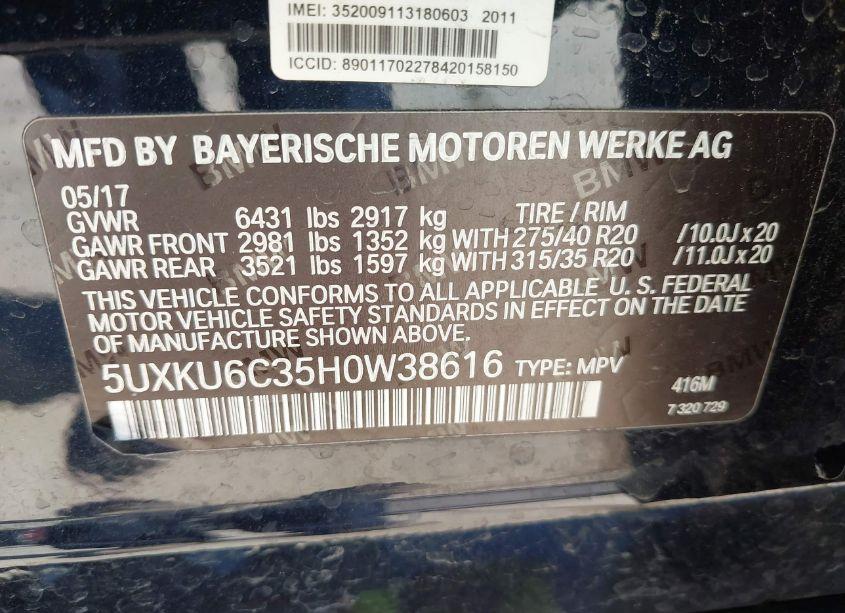 IMEI: 352009113180603 2011
ICCID: 89011702278420158150
MFD BY BAYERISCHE MOTOREN WERKE AG
05/17
GVWR 6431 lbs 2917 kg TIRE / RIM
GAWR FRONT 2981 lbs 1352 kg WITH 275/40 R20 /10.0J x 20
GAWR REAR 3521 lbs 1597 kg WITH 315/35 R20 /11.0J x 20
THIS VEHICLE CONFORMS TO ALL APPLICABLE U. S. FEDERAL
MOTOR VEHICLE SAFETY STANDARDS IN EFFECT ON THE DATE
OF MANUFACTURE SHOWN ABOVE.
5UXKU6C35H0W38616 TYPE: MPV 416M
7 320 729